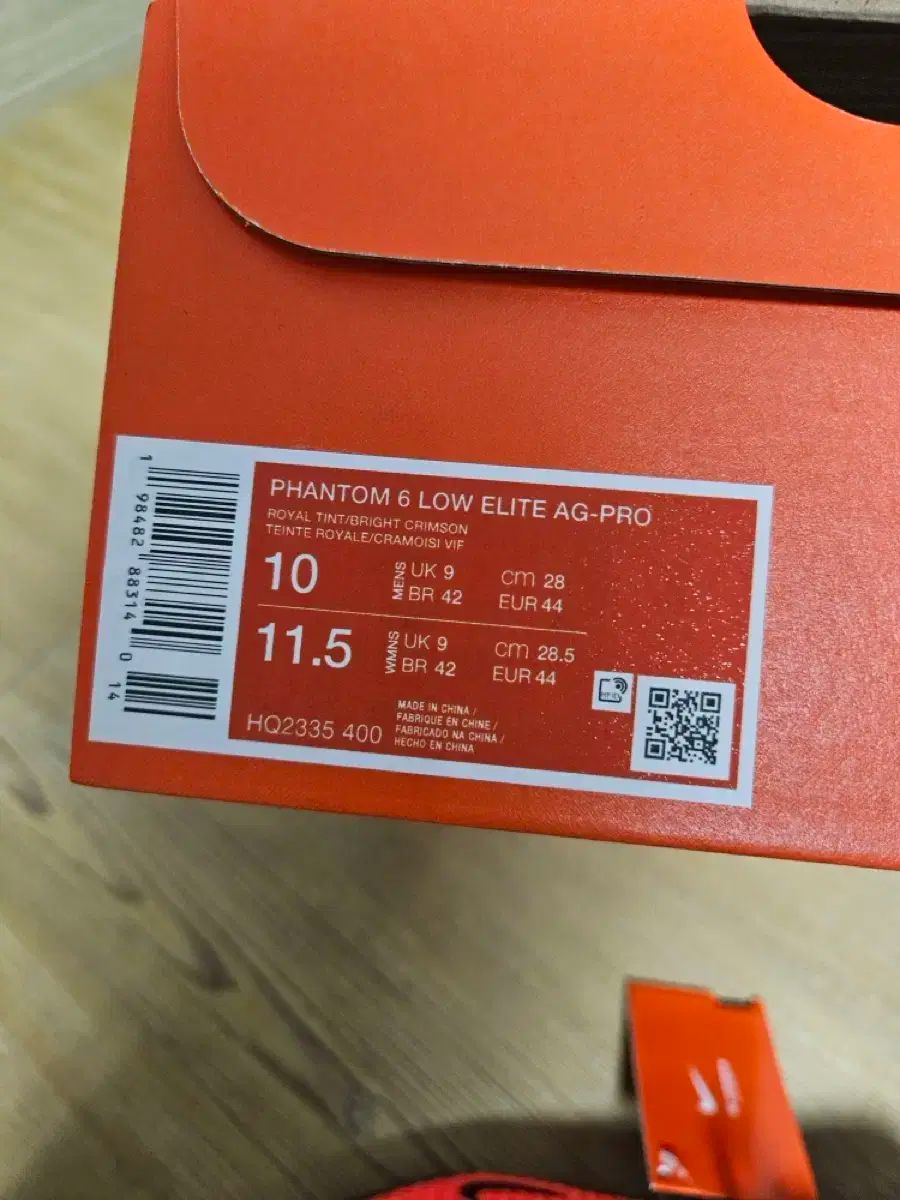 PHANTOM 6 LOW ELITE AG-PRO
ROYAL TINT/BRIGHT CRIMSON
TEINTE ROYALE/CRAMOISI VIF
10 MENS UK 9 cm 28
BR 42 EUR 44
11.5 WMNS UK 9 cm 28.5
BR 42 EUR 44
HQ2335 400
MADE IN CHINA /
FABRIQUÉ EN CHINE /
FABRICADO NA CHINA /
HECHO EN CHINA
1 98482 88314 0 14